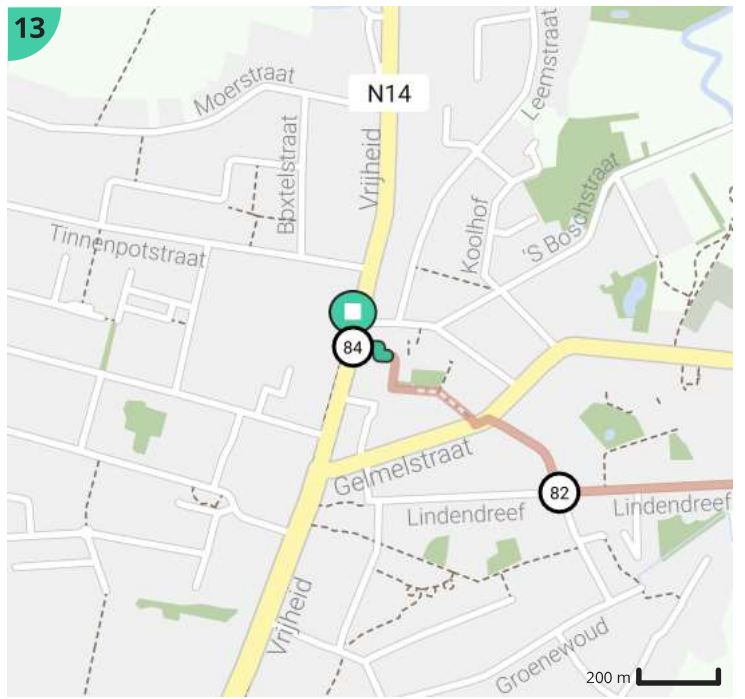 13
Moerstraat
N14
Leemstraat
Boxtelstraat
Vrijheid
'S Boschstraat
Koolhof
Tinnenpotstraat
84
Gelmelstraat
82
Lindendreef
Lindendreef
Vrijheid
Groenewoud
200 m